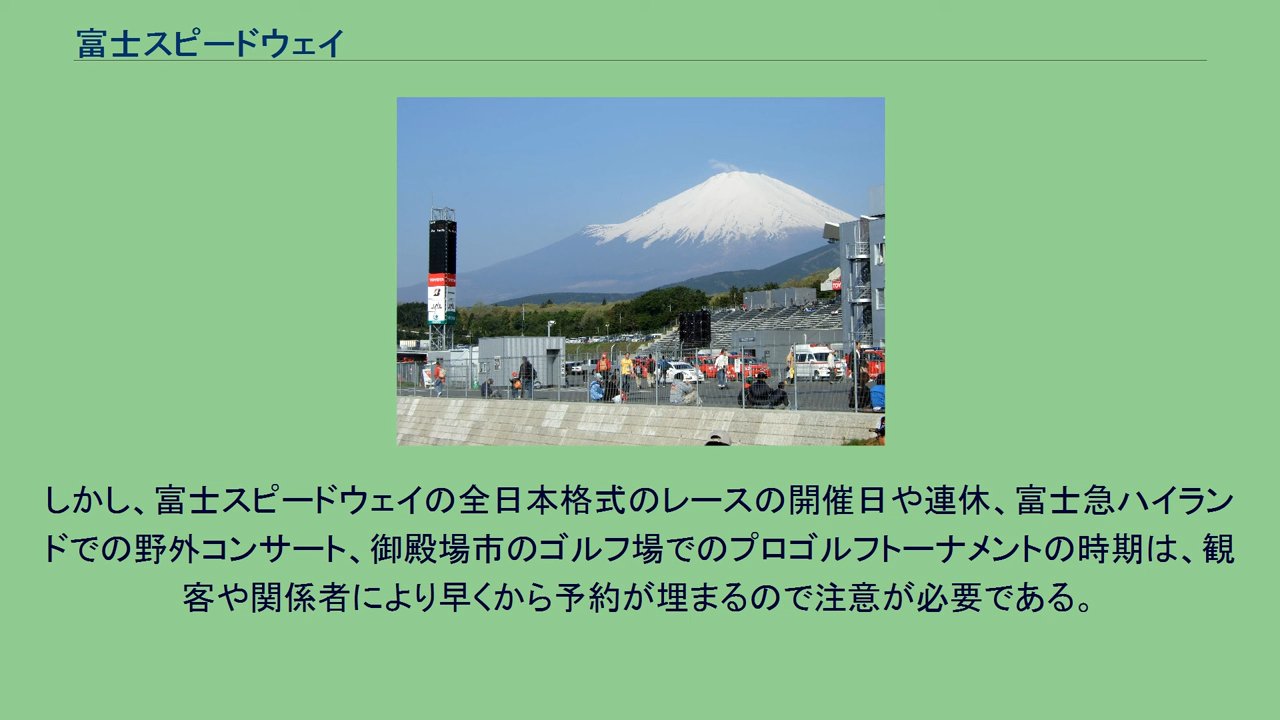 富士スピードウェイ
TOYOTA
しかし、富士スピードウェイの全日本格式のレースの開催日や連休、富士急ハイラン
ドでの野外コンサート、御殿場市のゴルフ場でのプロゴルフトーナメントの時期は、観
客や関係者により早くから予約が埋まるので注意が必要である。